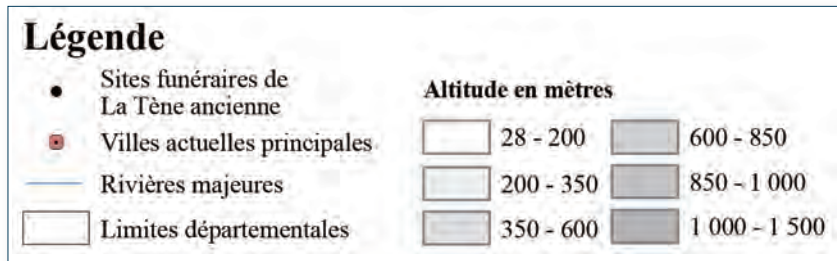 Légende
Sites funéraires de
La Tène ancienne
Villes actuelles principales
Rivières majeures
Limites départementales
Altitude en mètres
28 - 200
200 - 350
350 - 600
600 - 850
850 - 1 000
1 000 - 1 500